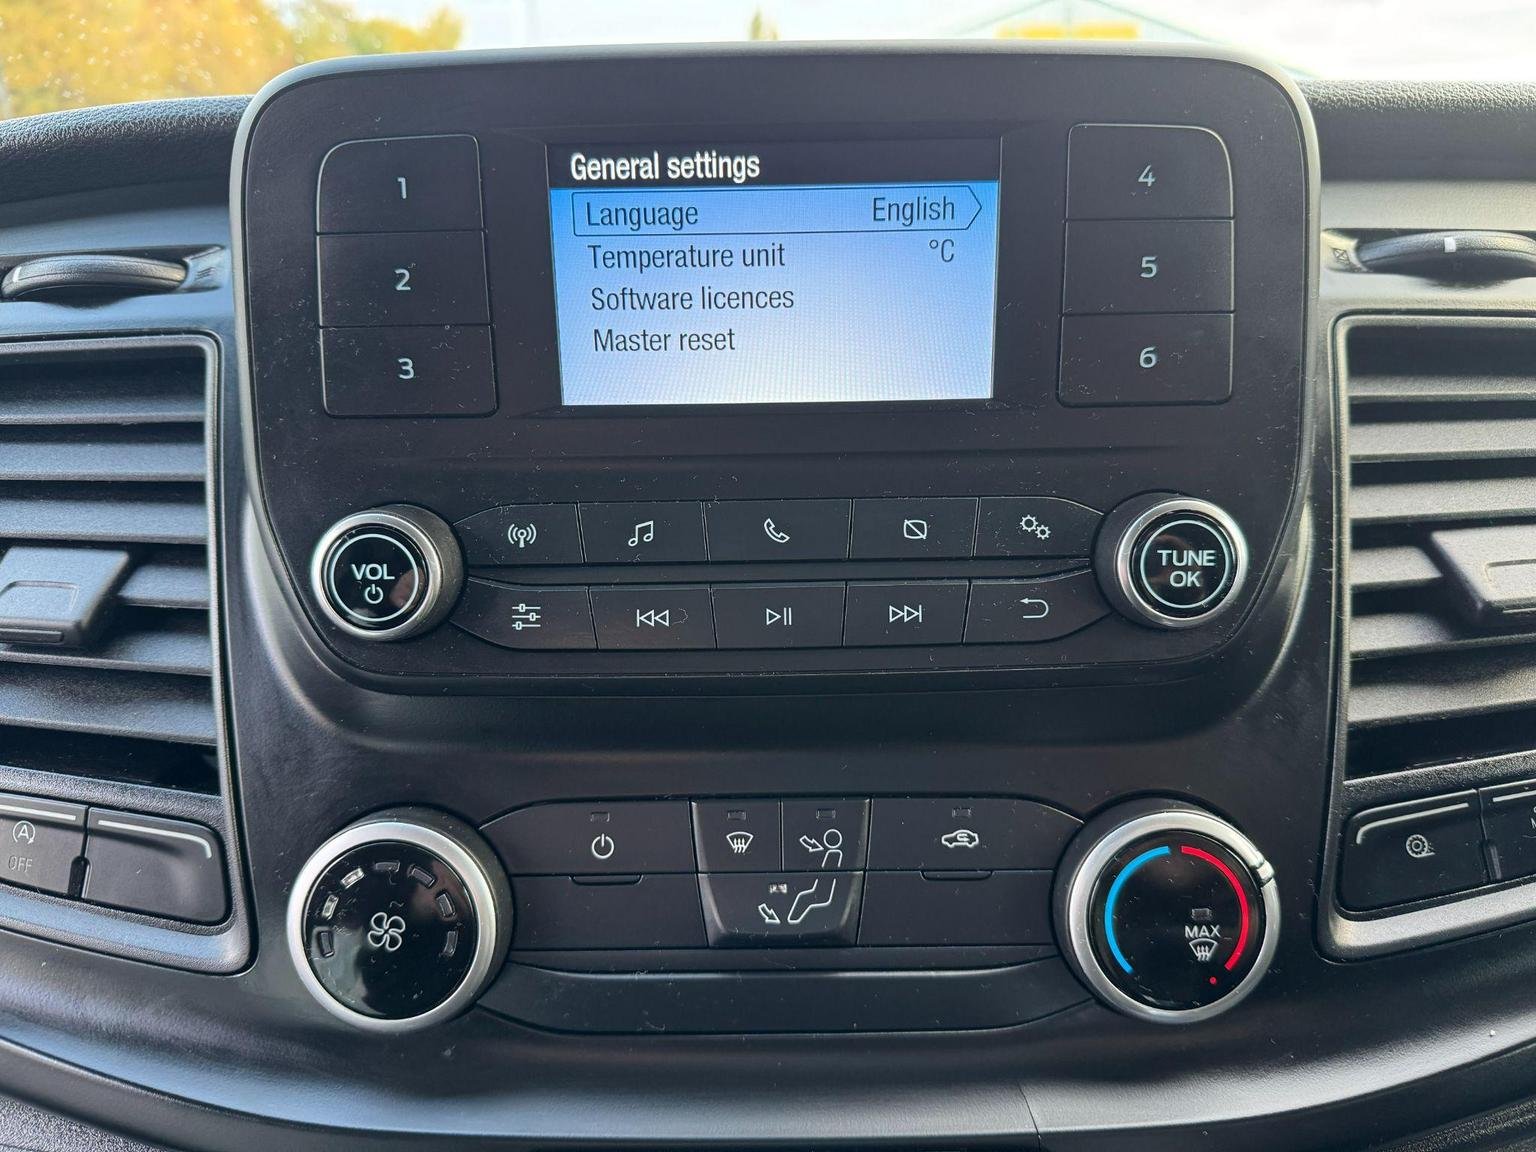 General settings
Language English
Temperature unit °C
Software licences
Master reset
1
2
3
4
5
6
VOL
TUNE
OK
A
OFF
MAX